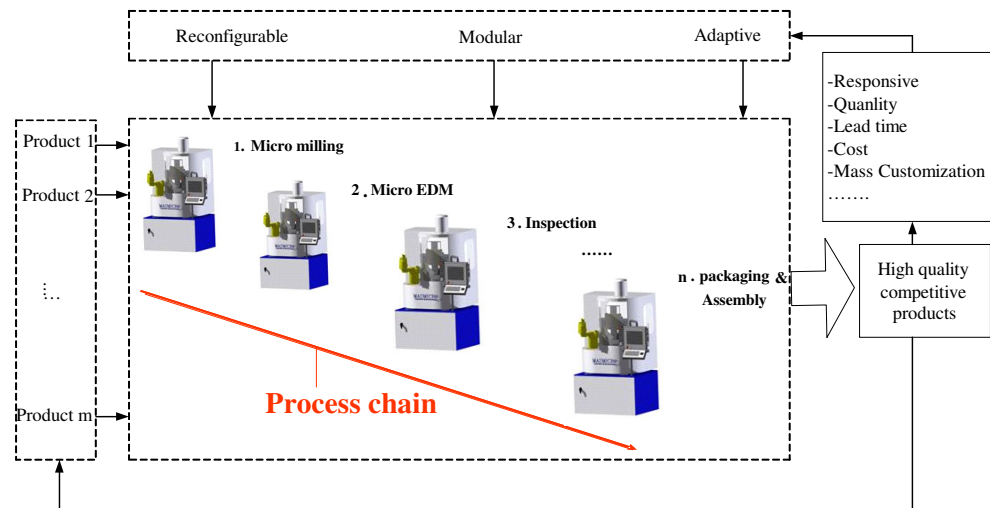 Reconfigurable
Modular
Adaptive
-Responsive
-Quanlity
-Lead time
-Cost
-Mass Customization
…….
Product 1
Product 2
…..
Product m
1. Micro milling
2. Micro EDM
3. Inspection
……
n. packaging &
Assembly
Process chain
High quality
competitive
products